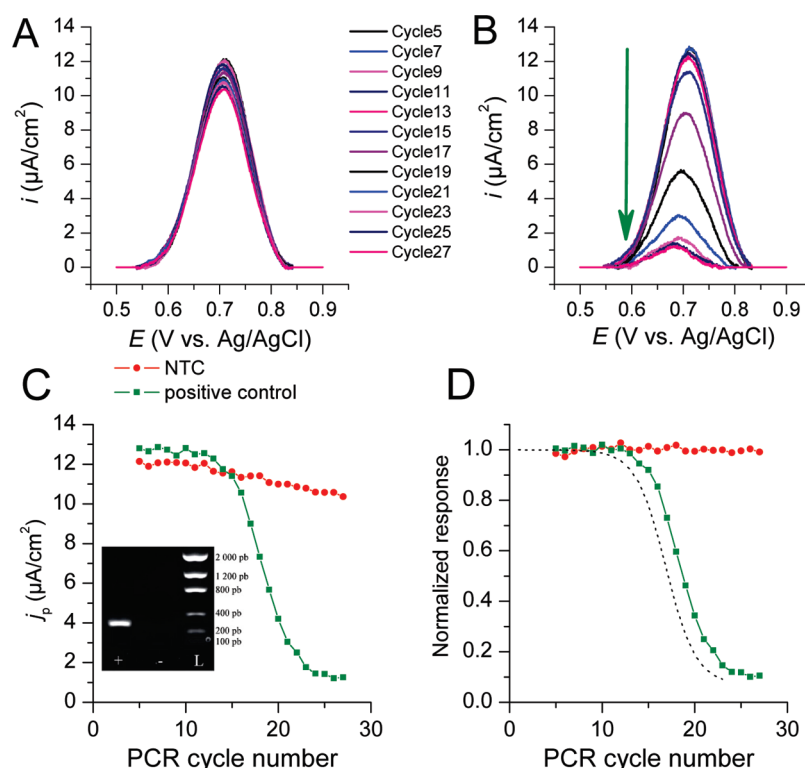 A
i (μA/cm²)
14
12
10
8
6
4
2
0
0.5 0.6 0.7 0.8 0.9
E (V vs. Ag/AgCl)
Cycle5
Cycle7
Cycle9
Cycle11
Cycle13
Cycle15
Cycle17
Cycle19
Cycle21
Cycle23
Cycle25
Cycle27
B
i (μA/cm²)
14
12
10
8
6
4
2
0
0.5 0.6 0.7 0.8 0.9
E (V vs. Ag/AgCl)
C
NTC
positive control
jp (μA/cm²)
14
12
10
8
6
4
2
0
2 000 pb
1 200 pb
800 pb
400 pb
200 pb
100 pb
+ - L
0 10 20 30
PCR cycle number
D
Normalized response
1.0
0.8
0.6
0.4
0.2
0.0
0 10 20 30
PCR cycle number